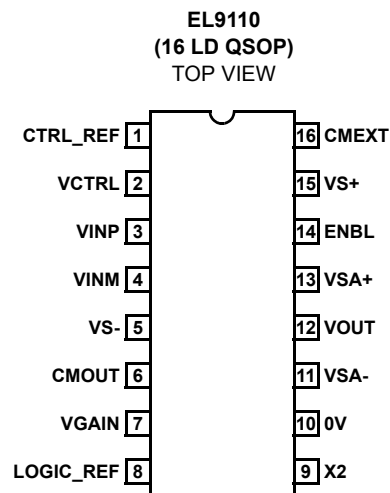 EL9110
(16 LD QSOP)
TOP VIEW
CTRL_REF 1
16 CMEXT
VCTRL 2
15 VS+
VINP 3
14 ENBL
VINM 4
13 VSA+
VS- 5
12 VOUT
CMOUT 6
11 VSA-
VGAIN 7
10 0V
LOGIC_REF 8
9 X2